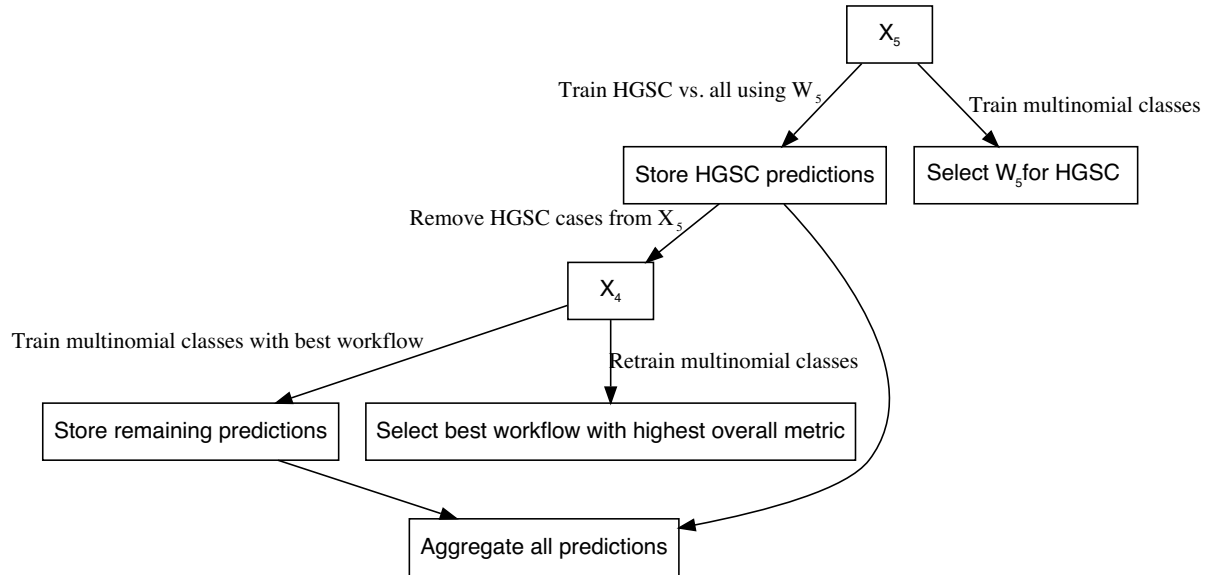 X₅
Train HGSC vs. all using W₅
Train multinomial classes
Store HGSC predictions
Select W₅for HGSC
Remove HGSC cases from X₅
X₄
Train multinomial classes with best workflow
Retrain multinomial classes
Store remaining predictions
Select best workflow with highest overall metric
Aggregate all predictions